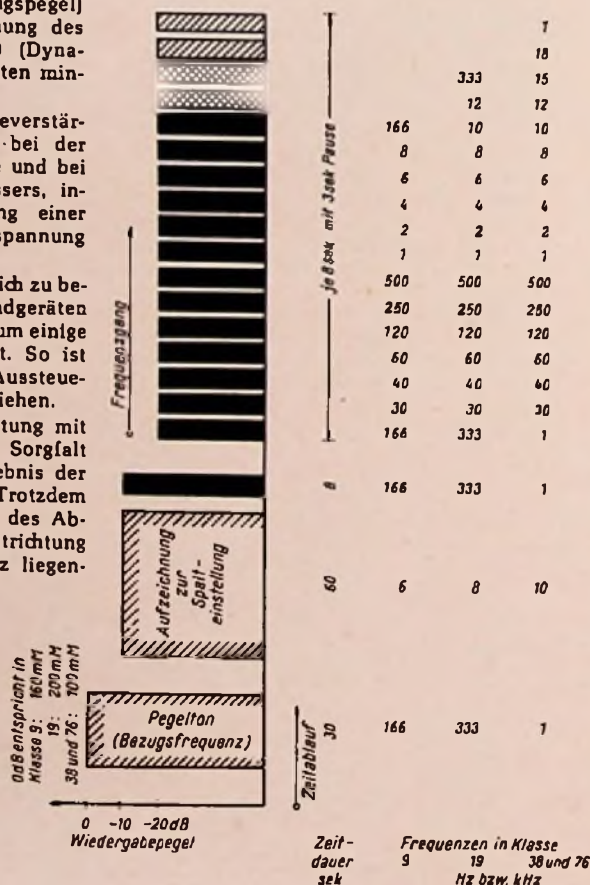 gspegel)
nung des
(Dyna-
ten min-
everstär-
bei der
e und bei
ssers, in-
ng einer
spannung
ich zu be-
ndgeräten
um einige
t. So ist
Aussteue-
iehen.
tung mit
Sorgfalt
ebnis der
Trotzdem
des Ab-
trichtung
z liegen-
Frequenzgang
je 8 sek mit 3 sek Pause
1
18
333 15
12 12
166 10 10
8 8 8
6 6 6
4 4 4
2 2 2
1 1 1
500 500 500
250 250 250
120 120 120
60 60 60
40 40 40
30 30 30
166 333 1
8 166 333 1
Aufzeichnung
zur
Spalt-
einstellung
60 6 8 10
0dB entspricht in
Klasse 9: 160mM
19: 200mM
38 und 76: 100mM
Pegelton
(Bezugsfrequenz)
Zeitablauf
30 166 333 1
0 -10 -20dB
Wiedergabepegel
Zeit-
dauer
sek
Frequenzen in Klasse
9 19 38 und 76
Hz bzw. kHz